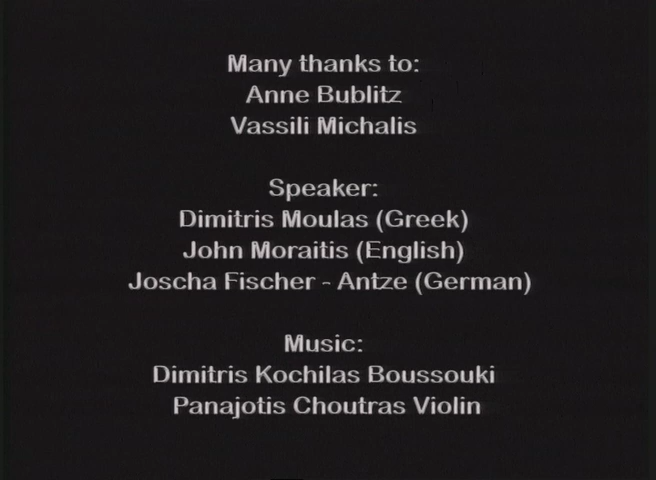 Many thanks to:
Anne Bublitz
Vassili Michalis
Speaker:
Dimitris Moulas (Greek)
John Moraitis (English)
Joscha Fischer - Antze (German)
Music:
Dimitris Kochilas Boussouki
Panajotis Choutras Violin